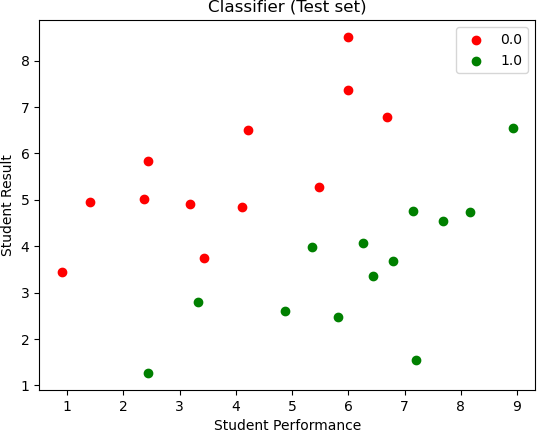 Classifier (Test set)
0.0
1.0
8
7
6
5
4
3
2
1
Student Result
1 2 3 4 5 6 7 8 9
Student Performance